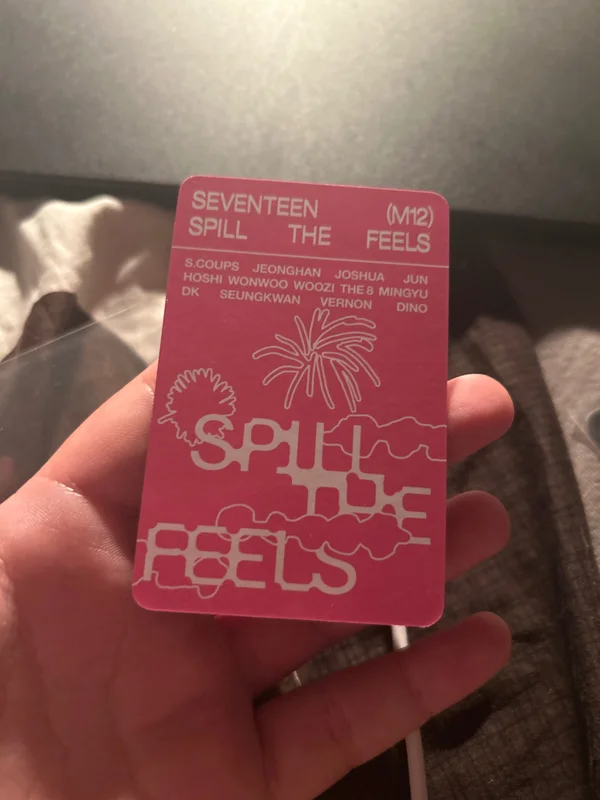 SEVENTEEN (M12)
SPILL THE FEELS
S.COUPS JEONGHAN JOSHUA JUN
HOSHI WONWOO WOOZI THE 8 MINGYU
DK SEUNGKWAN VERNON DINO
SPILL
THE
FEELS